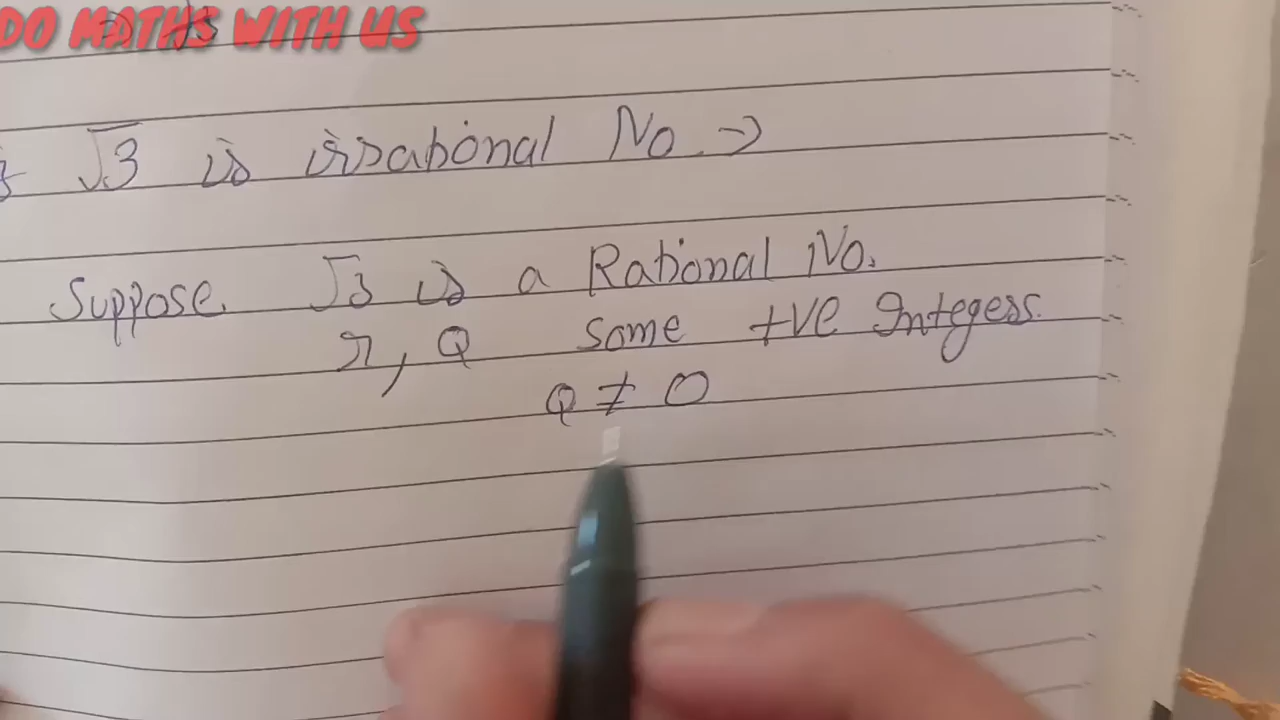 DO MATHS WITH US
√3 is irrational No. →
Suppose. √3 is a Rational No.
r, Q some +ve Integers.
Q ≠ 0